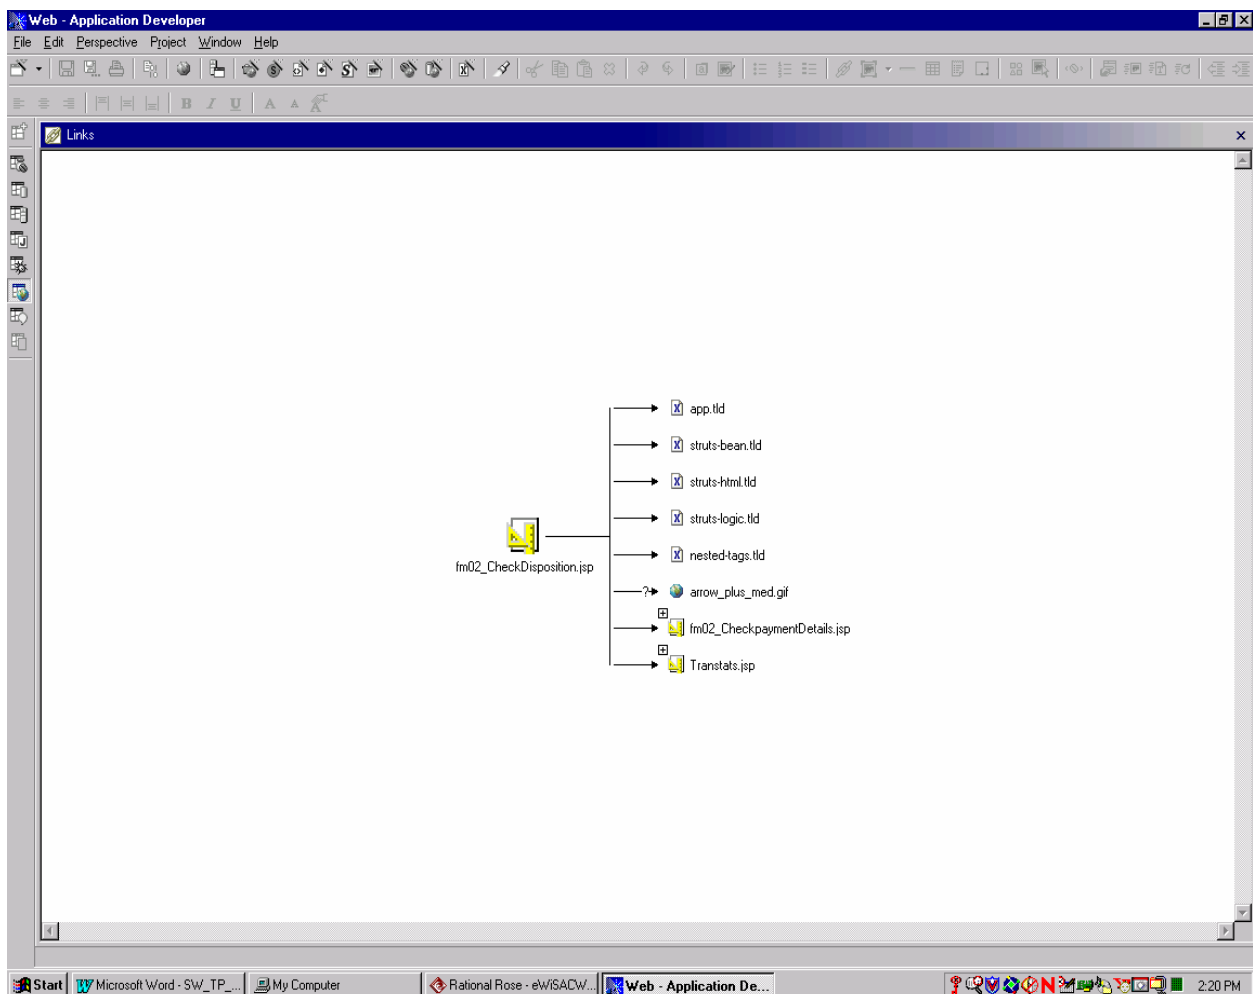 Web - Application Developer
File Edit Perspective Project Window Help
B I U A A
Links
app.tld
struts-bean.tld
struts-html.tld
struts-logic.tld
nested-tags.tld
fm02_CheckDisposition.jsp
? arrow_plus_med.gif
fm02_CheckpaymentDetails.jsp
Transtats.jsp
Start Microsoft Word - SW_TP_... My Computer Rational Rose - eWiSACW... Web - Application De... 2:20 PM